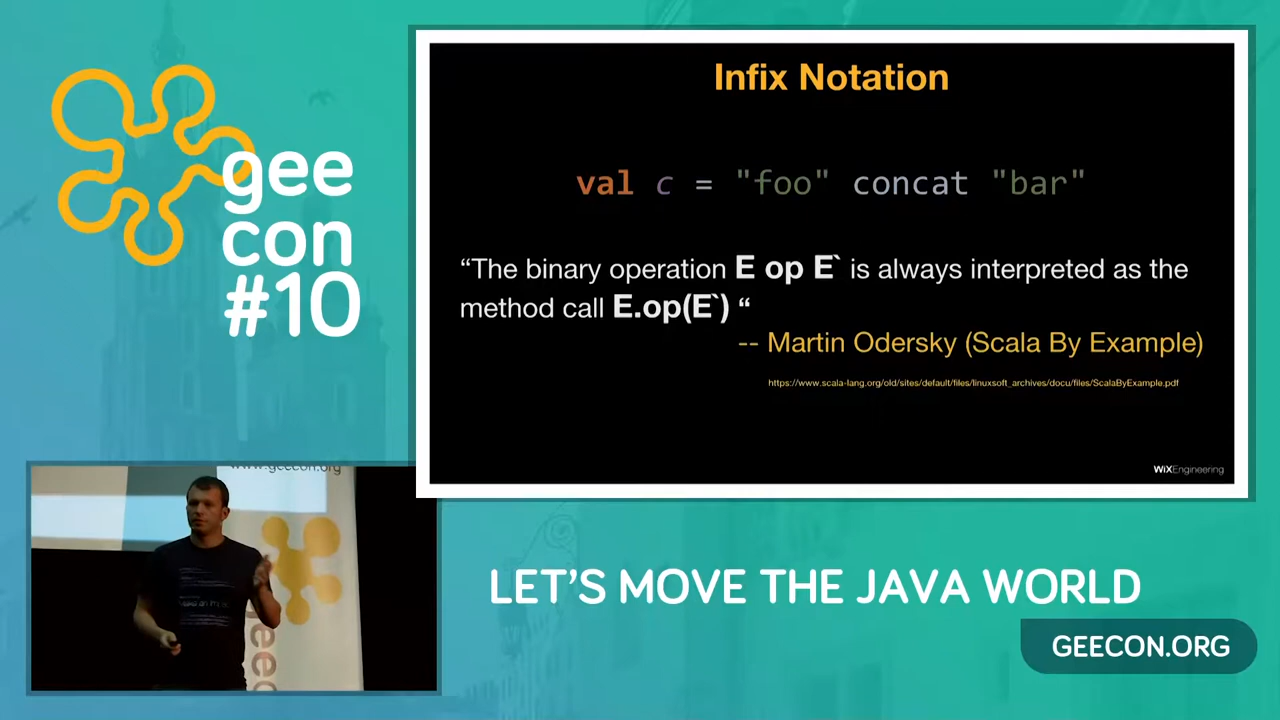 gee
con
#10
Infix Notation
val c = "foo" concat "bar"
“The binary operation E op E` is always interpreted as the
method call E.op(E`) “
-- Martin Odersky (Scala By Example)
https://www.scala-lang.org/old/sites/default/files/linuxsoft_archives/docu/files/ScalaByExample.pdf
WiXEngineering
www.geecon.org
geec
LET’S MOVE THE JAVA WORLD
GEECON.ORG